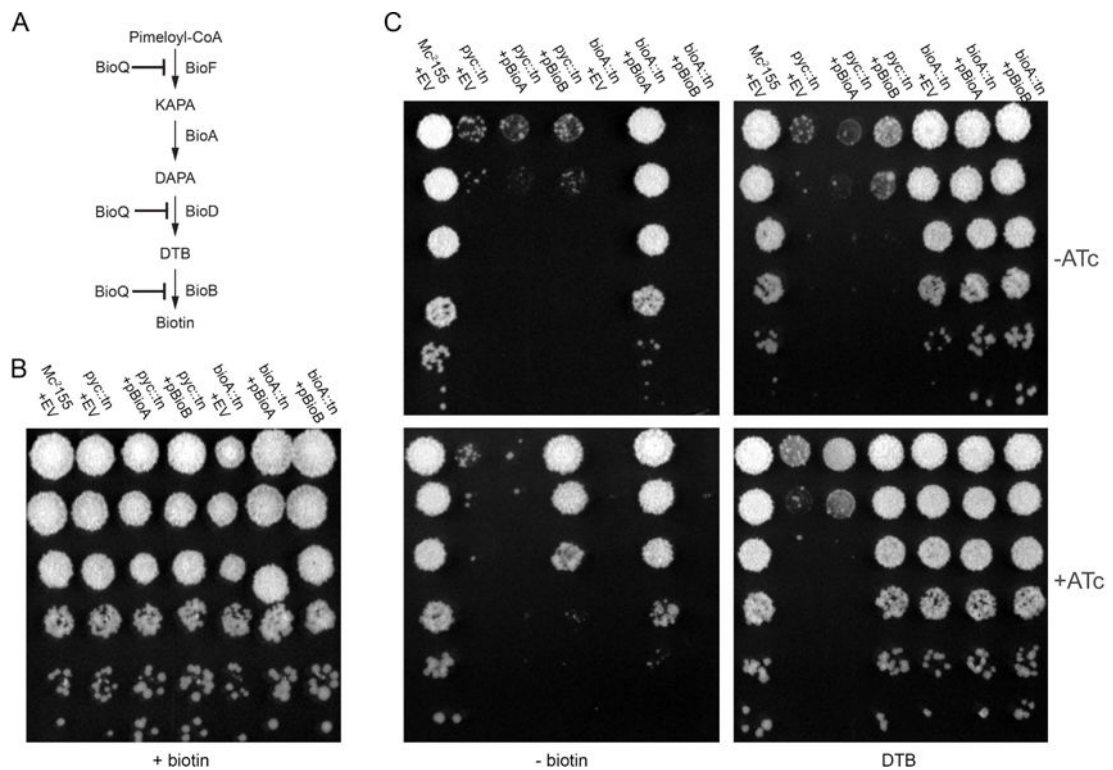 A
Pimeloyl-CoA
BioQ BioF
KAPA
BioA
DAPA
BioQ BioD
DTB
BioQ BioB
Biotin
B
Mc²155 +EV
pyc::tn +EV
pyc::tn +pBioA
pyc::tn +pBioB
bioA::tn +EV
bioA::tn +pBioA
bioA::tn +pBioB
+ biotin
C
Mc²155 +EV
pyc::tn +EV
pyc::tn +pBioA
pyc::tn +pBioB
bioA::tn +EV
bioA::tn +pBioA
bioA::tn +pBioB
Mc²155 +EV
pyc::tn +EV
pyc::tn +pBioA
pyc::tn +pBioB
bioA::tn +EV
bioA::tn +pBioA
bioA::tn +pBioB
-ATc
+ATc
- biotin
DTB